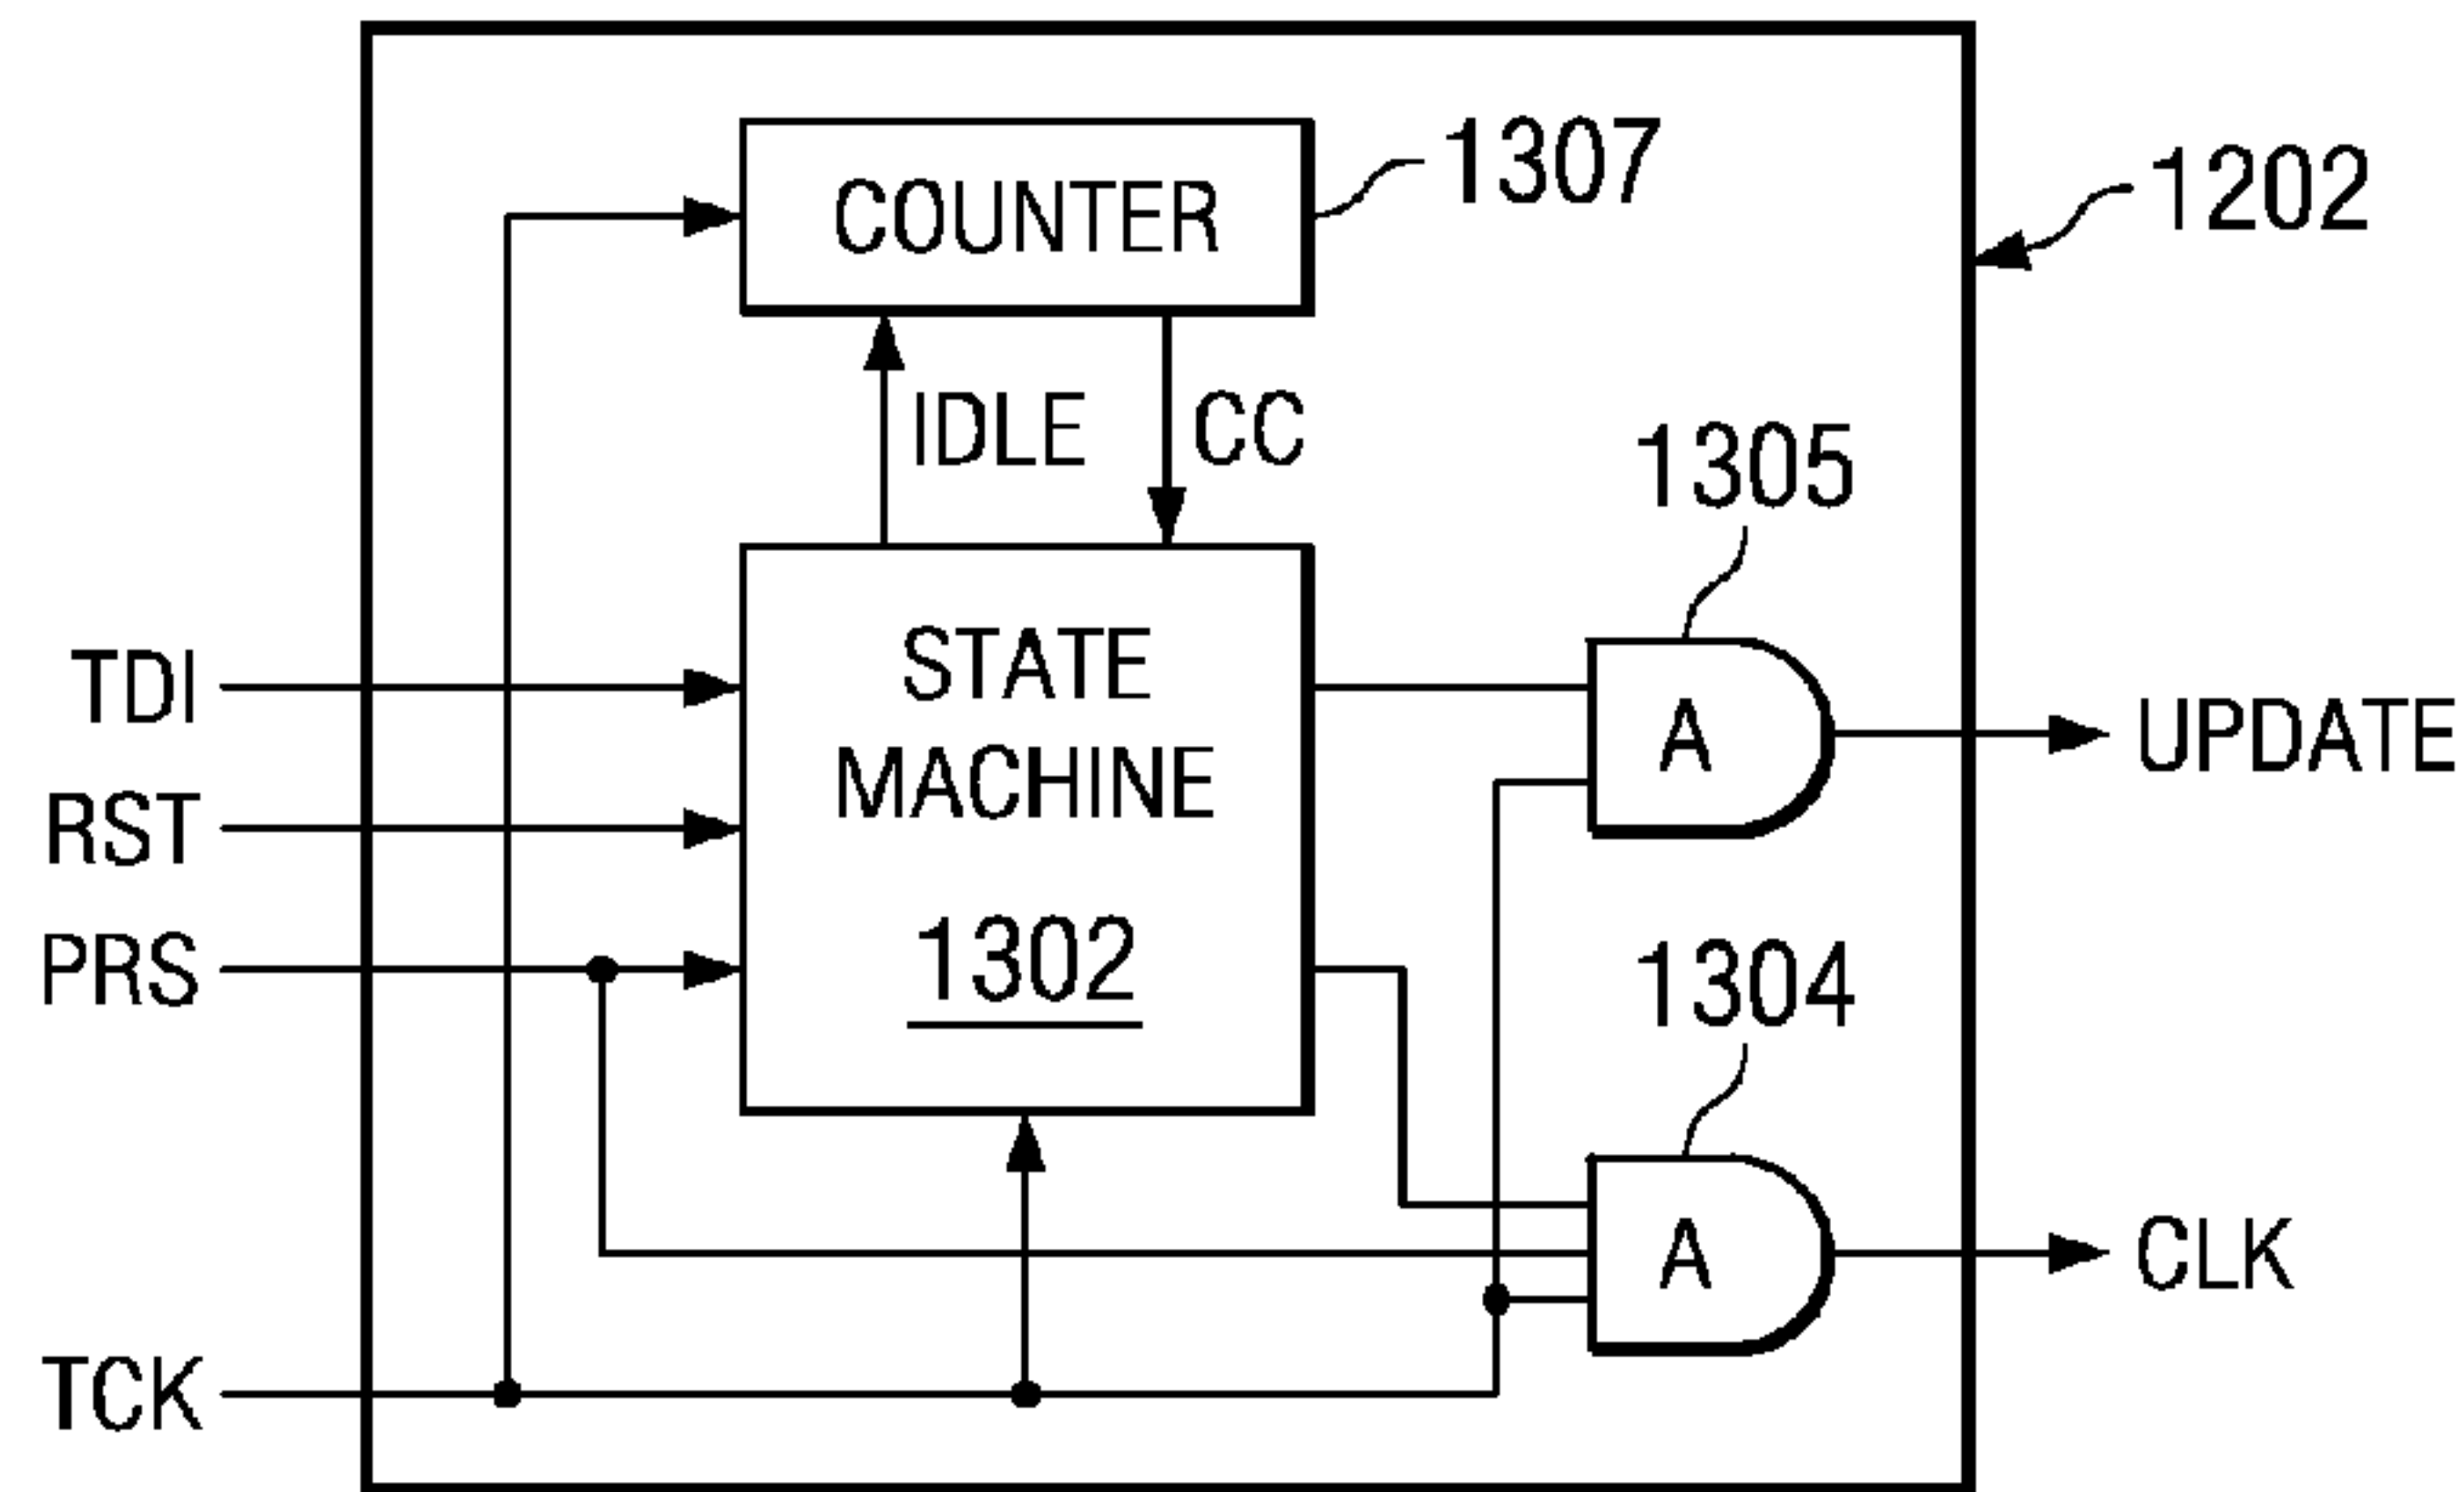 COUNTER
1307
1202
IDLE
CC
1305
TDI
STATE
MACHINE
1302
A
UPDATE
RST
PRS
1304
A
CLK
TCK